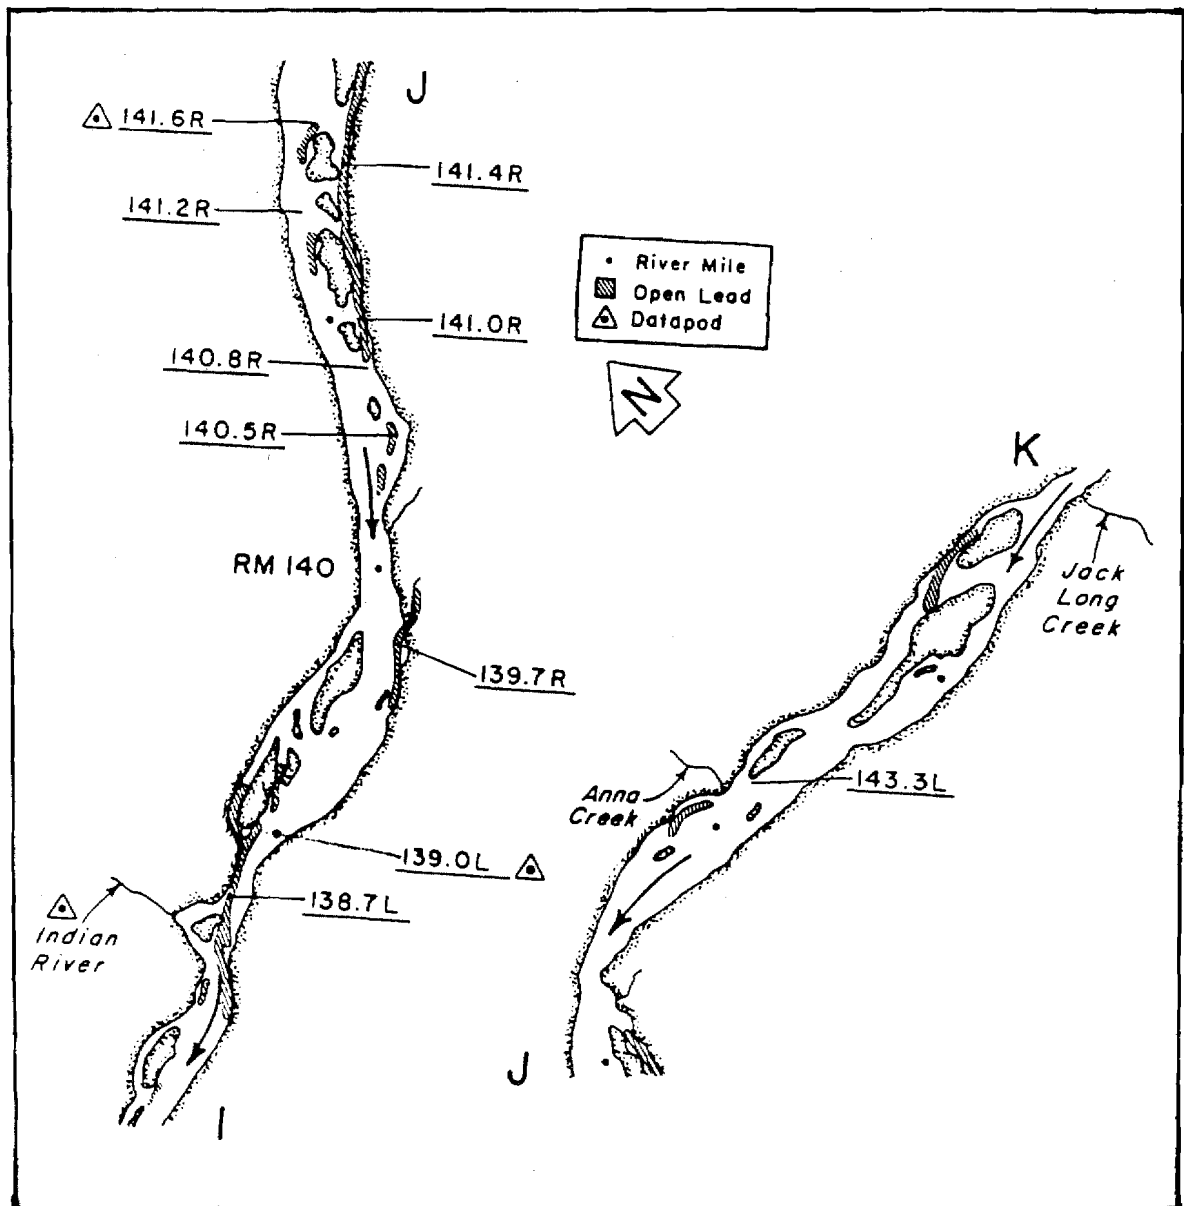 J
141.6R
141.4R
141.2R
River Mile
Open Lead
Datapod
141.0R
140.8R
N
140.5R
K
RM 140
Jack
Long
Creek
139.7R
143.3L
Anna
Creek
139.0L
138.7L
Indian
River
J
I